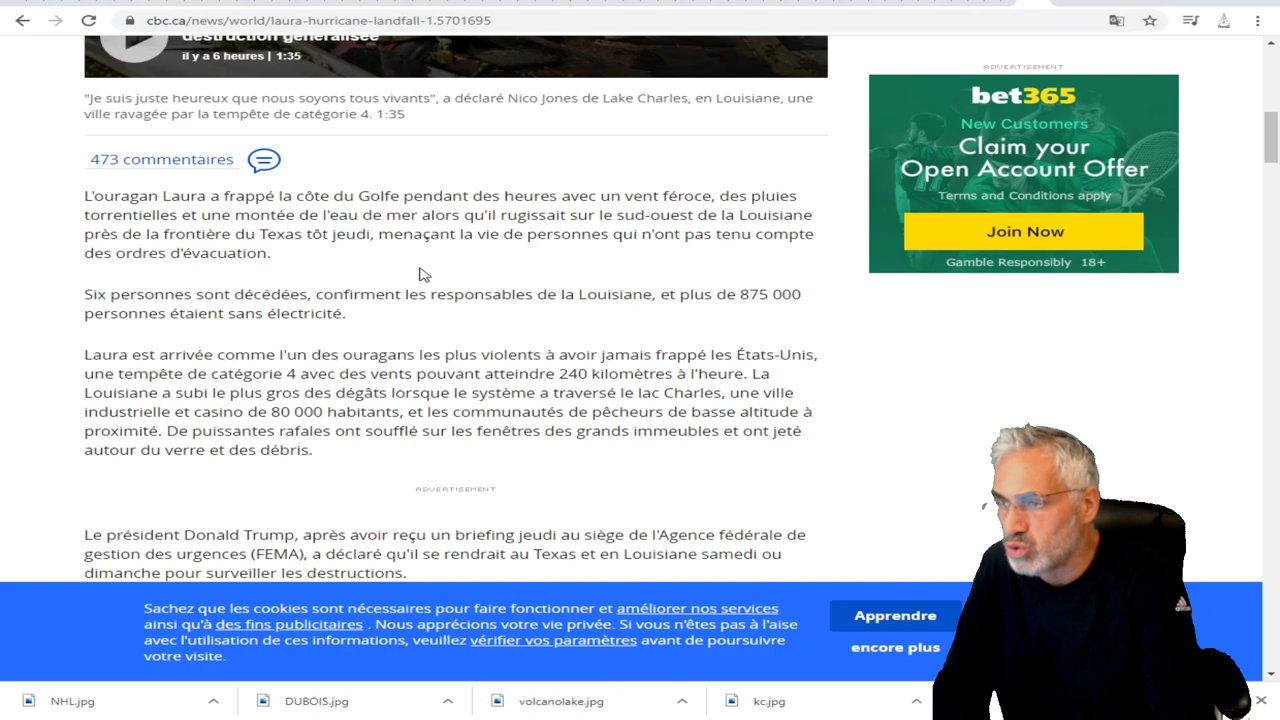 cbc.ca/news/world/laura-hurricane-landfall-1.5701695
destruction généralisée
il y a 6 heures | 1:35
"Je suis juste heureux que nous soyons tous vivants", a déclaré Nico Jones de Lake Charles, en Louisiane, une
ville ravagée par la tempête de catégorie 4. 1:35
473 commentaires
L'ouragan Laura a frappé la côte du Golfe pendant des heures avec un vent féroce, des pluies
torrentielles et une montée de l'eau de mer alors qu'il rugissait sur le sud-ouest de la Louisiane
près de la frontière du Texas tôt jeudi, menaçant la vie de personnes qui n'ont pas tenu compte
des ordres d'évacuation.
Six personnes sont décédées, confirment les responsables de la Louisiane, et plus de 875 000
personnes étaient sans électricité.
Laura est arrivée comme l'un des ouragans les plus violents à avoir jamais frappé les États-Unis,
une tempête de catégorie 4 avec des vents pouvant atteindre 240 kilomètres à l'heure. La
Louisiane a subi le plus gros des dégâts lorsque le système a traversé le lac Charles, une ville
industrielle et casino de 80 000 habitants, et les communautés de pêcheurs de basse altitude à
proximité. De puissantes rafales ont soufflé sur les fenêtres des grands immeubles et ont jeté
autour du verre et des débris.
ADVERTISEMENT
Le président Donald Trump, après avoir reçu un briefing jeudi au siège de l'Agence fédérale de
gestion des urgences (FEMA), a déclaré qu'il se rendrait au Texas et en Louisiane samedi ou
dimanche pour surveiller les destructions.
ADVERTISEMENT
bet365
New Customers
Claim your
Open Account Offer
Terms and Conditions apply
Join Now
Gamble Responsibly 18+
Sachez que les cookies sont nécessaires pour faire fonctionner et améliorer nos services
ainsi qu'à des fins publicitaires . Nous apprécions votre vie privée. Si vous n'êtes pas à l'aise
avec l'utilisation de ces informations, veuillez vérifier vos paramètres avant de poursuivre
votre visite.
Apprendre
encore plus
NHL.jpg
DUBOIS.jpg
volcanolake.jpg
kc.jpg